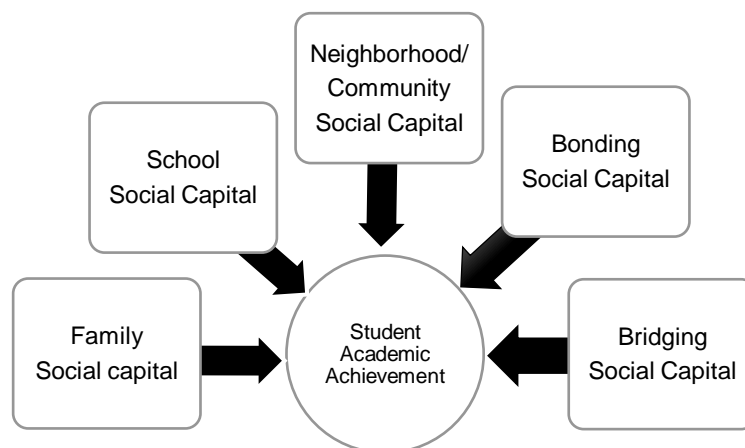 Neighborhood/
Community
Social Capital
School
Social Capital
Bonding
Social Capital
Family
Social capital
Student
Academic
Achievement
Bridging
Social Capital